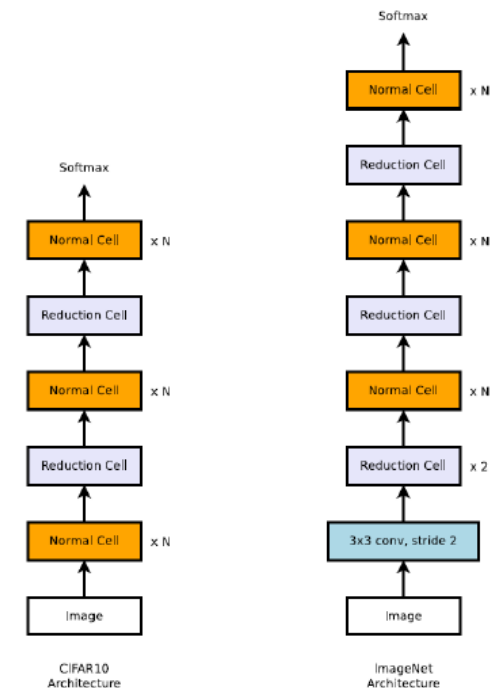 Softmax
Normal Cell x N
Reduction Cell
Normal Cell x N
Reduction Cell
Normal Cell x N
Image
CIFAR10
Architecture
Softmax
Normal Cell x N
Reduction Cell
Normal Cell x N
Reduction Cell
Normal Cell x N
Reduction Cell x 2
3x3 conv, stride 2
Image
ImageNet
Architecture